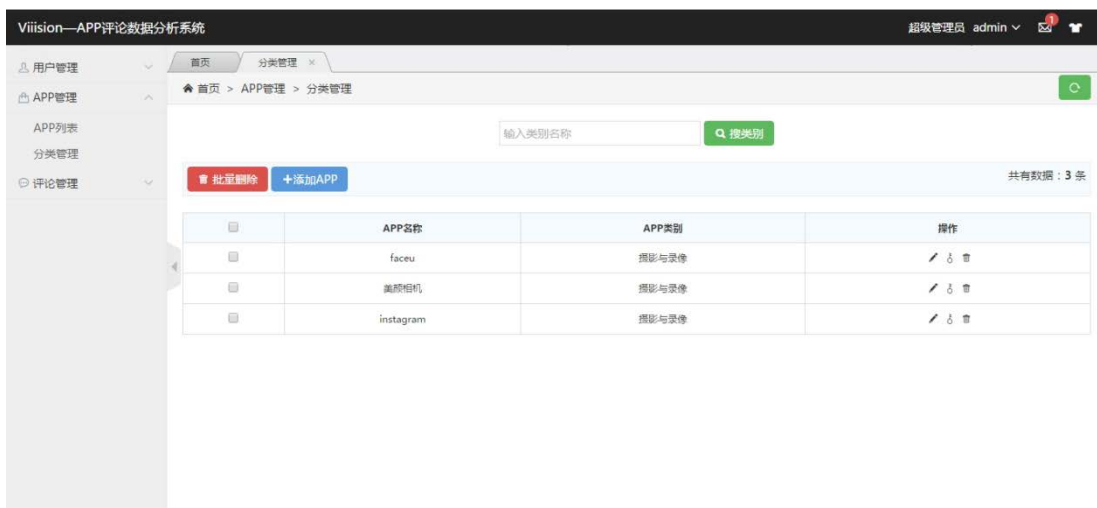 Viiision—APP评论数据分析系统
超级管理员 admin
1
用户管理
APP管理
APP列表
分类管理
评论管理
首页
分类管理 ×
首页 > APP管理 > 分类管理
输入类别名称
搜类别
批量删除
+添加APP
共有数据：3 条
APP名称 APP类别 操作
faceu 摄影与录像
美颜相机 摄影与录像
instagram 摄影与录像